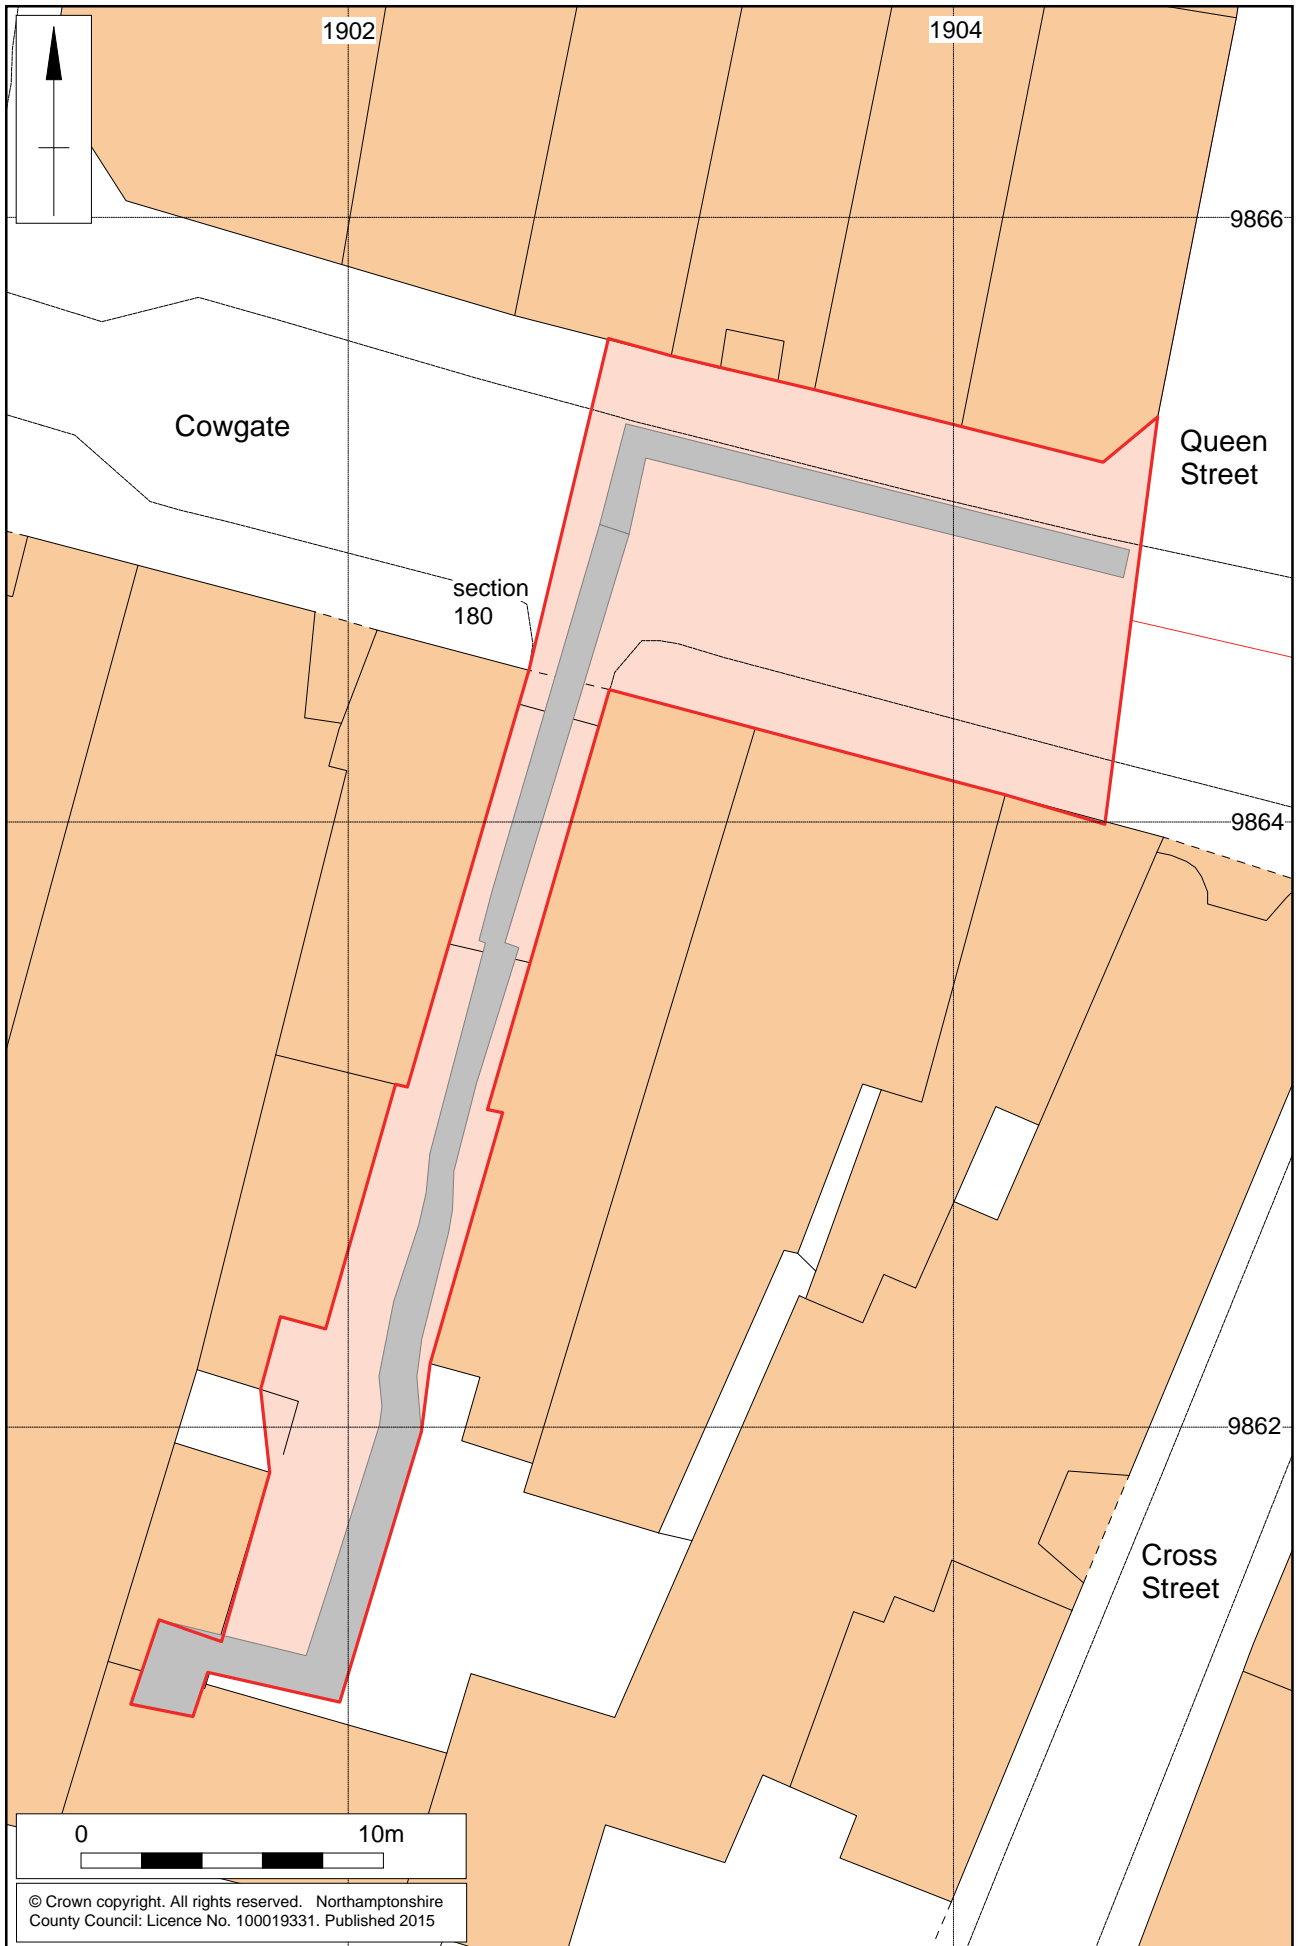 1902
1904
9866
Cowgate
Queen
Street
section
180
9864
9862
Cross
Street
0 10m
© Crown copyright. All rights reserved. Northamptonshire
County Council: Licence No. 100019331. Published 2015